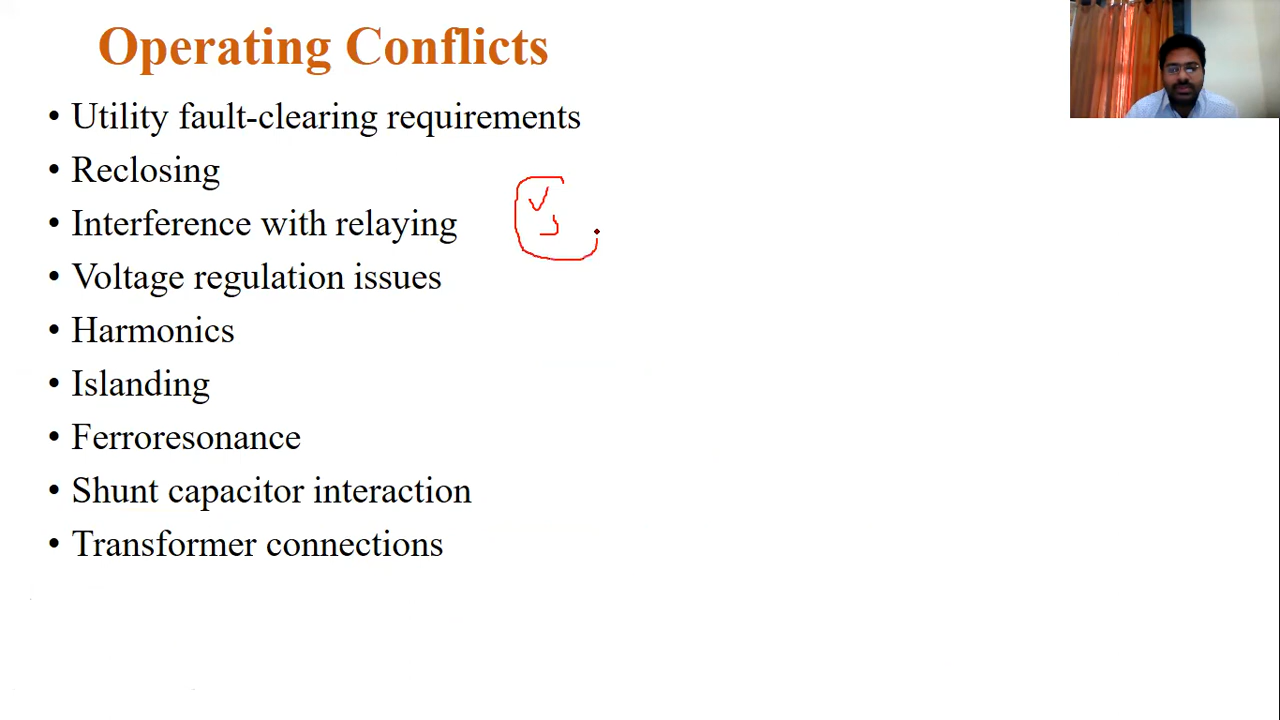 Operating Conflicts
• Utility fault-clearing requirements
• Reclosing
• Interference with relaying
• Voltage regulation issues
• Harmonics
• Islanding
• Ferroresonance
• Shunt capacitor interaction
• Transformer connections